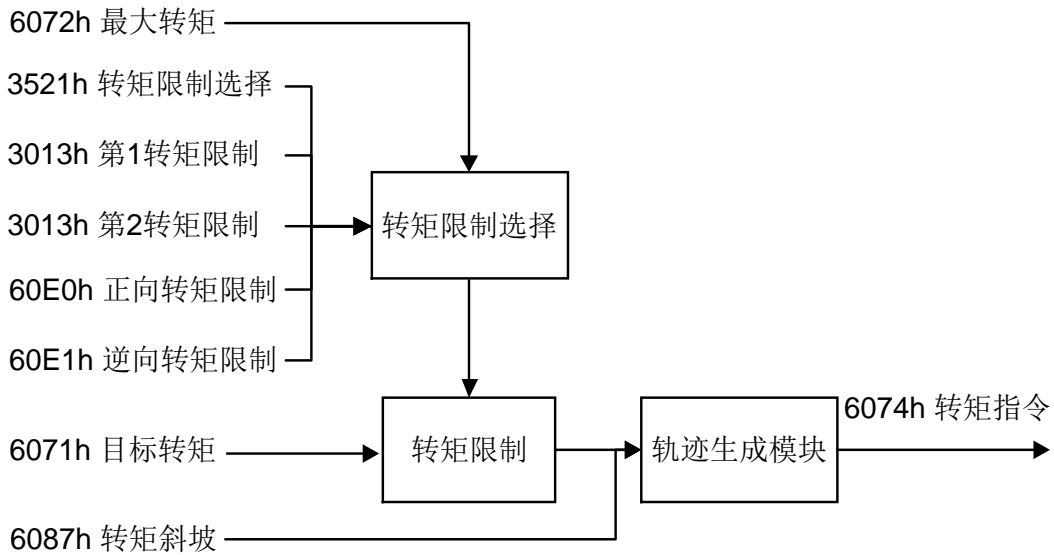 6072h 最大转矩
3521h 转矩限制选择
3013h 第1转矩限制
3013h 第2转矩限制
转矩限制选择
60E0h 正向转矩限制
60E1h 逆向转矩限制
6074h 转矩指令
6071h 目标转矩
转矩限制
轨迹生成模块
6087h 转矩斜坡